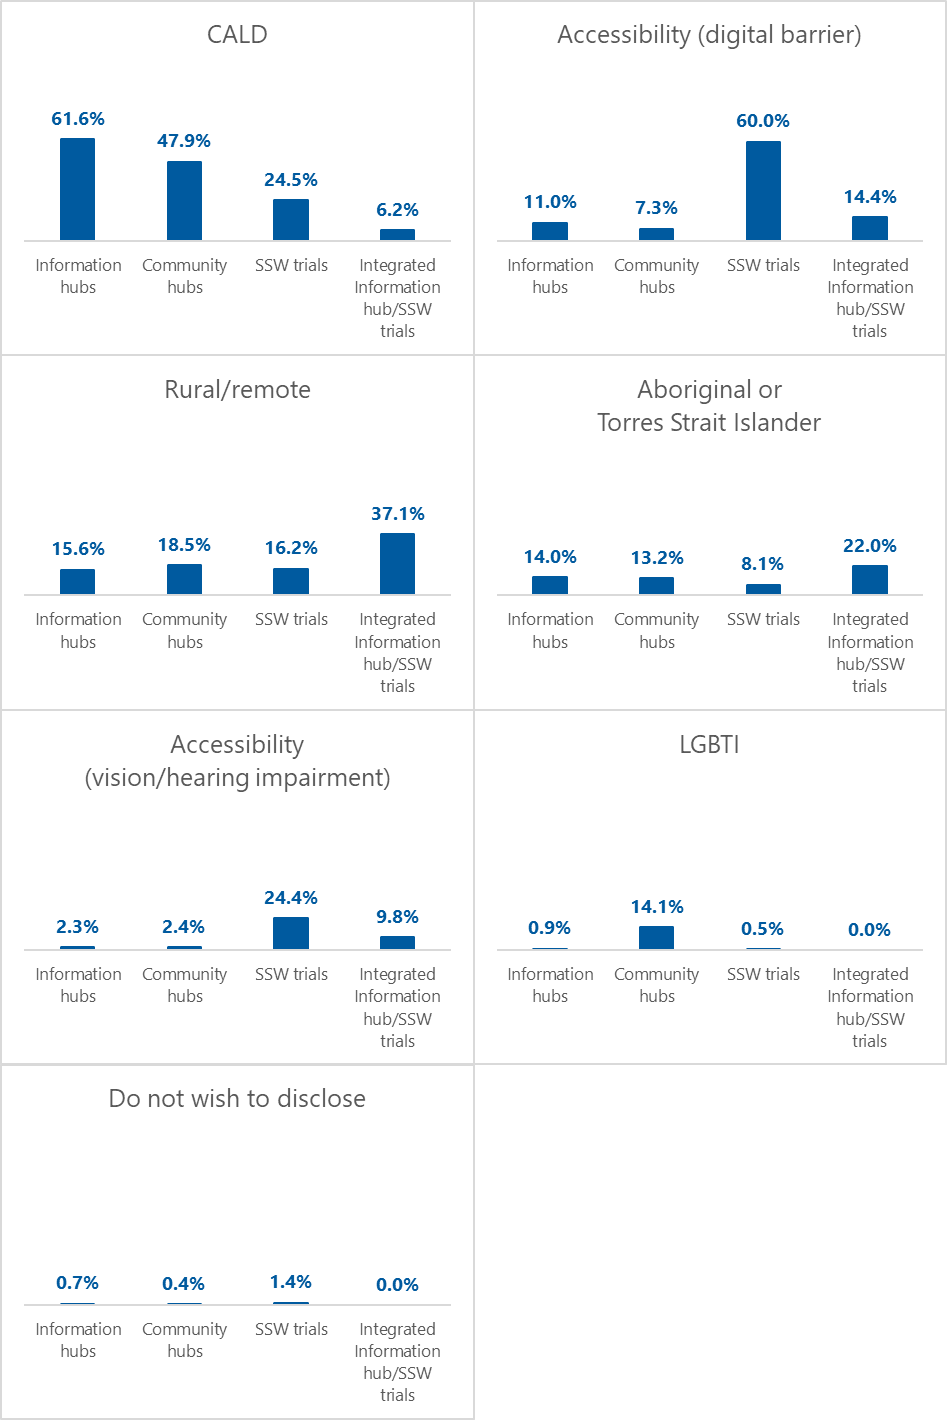 CALD
61.6%
47.9%
24.5%
6.2%
Information
hubs
Community
hubs
SSW trials
Integrated
Information
hub/SSW
trials
Accessibility (digital barrier)
11.0%
7.3%
60.0%
14.4%
Information
hubs
Community
hubs
SSW trials
Integrated
Information
hub/SSW
trials
Rural/remote
15.6%
18.5%
16.2%
37.1%
Information
hubs
Community
hubs
SSW trials
Integrated
Information
hub/SSW
trials
Aboriginal or
Torres Strait Islander
14.0%
13.2%
8.1%
22.0%
Information
hubs
Community
hubs
SSW trials
Integrated
Information
hub/SSW
trials
Accessibility
(vision/hearing impairment)
2.3%
2.4%
24.4%
9.8%
Information
hubs
Community
hubs
SSW trials
Integrated
Information
hub/SSW
trials
LGBTI
0.9%
14.1%
0.5%
0.0%
Information
hubs
Community
hubs
SSW trials
Integrated
Information
hub/SSW
trials
Do not wish to disclose
0.7%
0.4%
1.4%
0.0%
Information
hubs
Community
hubs
SSW trials
Integrated
Information
hub/SSW
trials